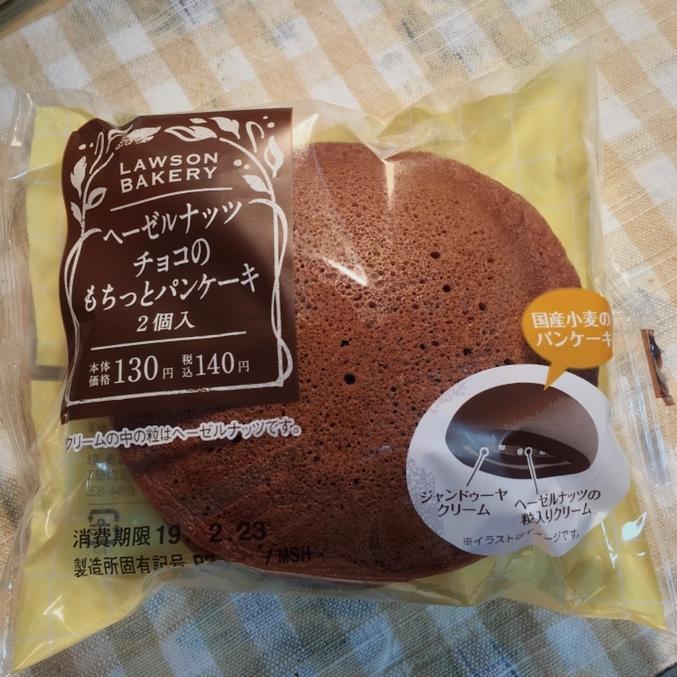 LAWSON
BAKERY
ヘーゼルナッツ
チョコの
もちっとパンケーキ
2個入
本体価格130円 税込140円
クリームの中の粒はヘーゼルナッツです。
国産小麦の
パンケーキ
ジャンドゥーヤ
クリーム
ヘーゼルナッツの
粒入りクリーム
※イラストはイメージです。
消費期限 19. 2.23
製造所固有記号
/MSH